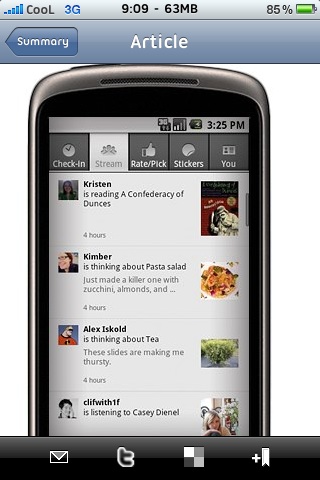 CooL 3G 9:09 - 63MB 85%
Summary Article
3G 3:25 PM
Check-In Stream Rate/Pick Stickers You
Kristen
is reading A Confederacy of
Dunces
4 hours
Kimber
is thinking about Pasta salad
Just made a killer one with
zucchini, almonds, and ...
4 hours
Alex Iskold
is thinking about Tea
These slides are making me
thursty.
4 hours
clifwith1f
is listening to Casey Dienel